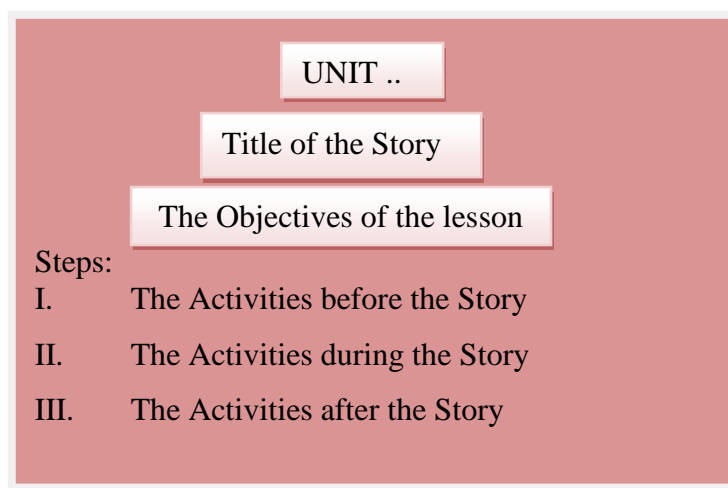 UNIT ..
Title of the Story
The Objectives of the lesson
Steps:
I. The Activities before the Story
II. The Activities during the Story
III. The Activities after the Story